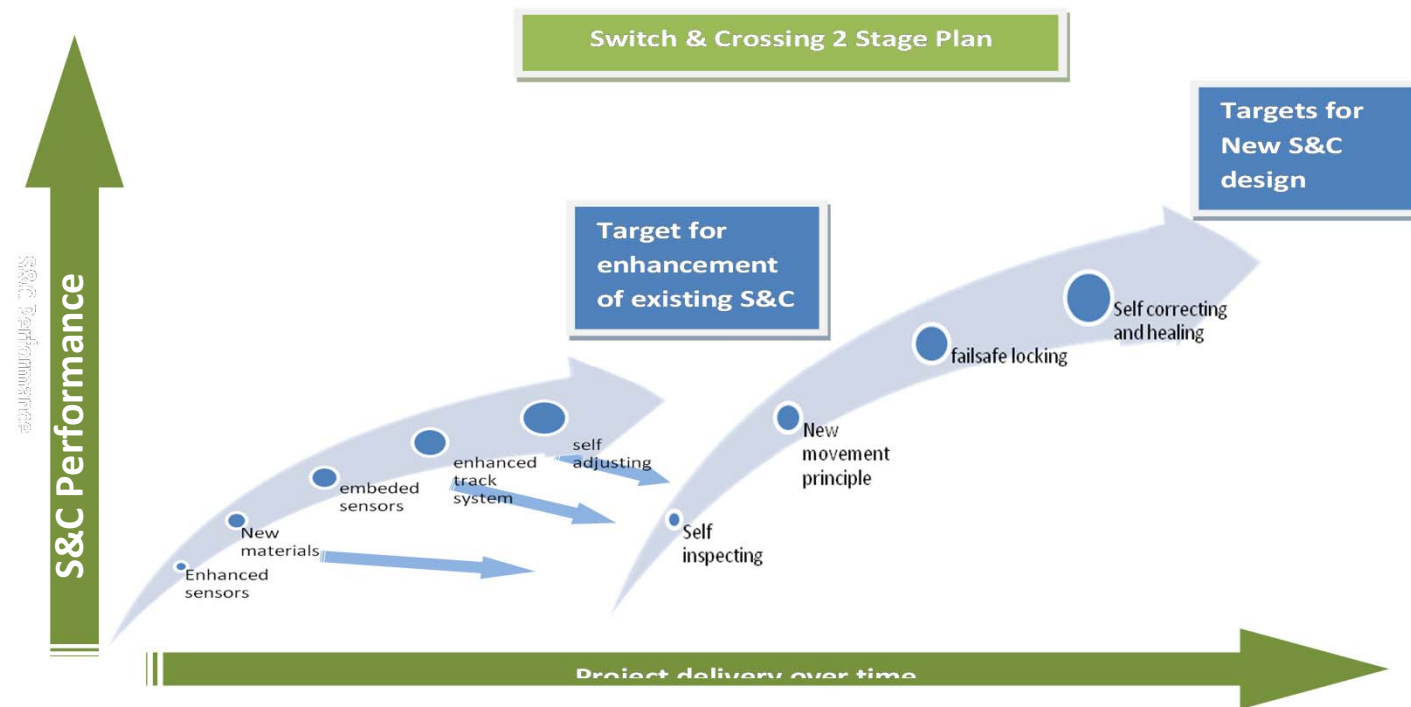 Switch & Crossing 2 Stage Plan
Targets for
New S&C
design
Target for
enhancement
of existing S&C
S&C Performance
S&C Performance
Self correcting
and healing
failsafe locking
New
movement
principle
Self
inspecting
self
adjusting
enhanced
track
system
embeded
sensors
New
materials
Enhanced
sensors
Project delivery over time